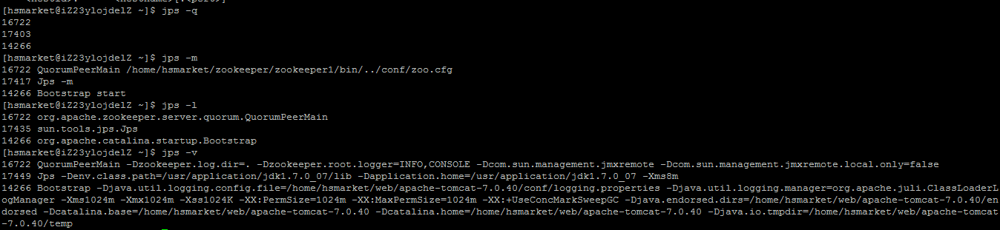 [hsmarket@iZ23ylojdelZ ~]$ jps -q
16722
17403
14266
[hsmarket@iZ23ylojdelZ ~]$ jps -m
16722 QuorumPeerMain /home/hsmarket/zookeeper/zookeeper1/bin/../conf/zoo.cfg
17417 Jps -m
14266 Bootstrap start
[hsmarket@iZ23ylojdelZ ~]$ jps -l
16722 org.apache.zookeeper.server.quorum.QuorumPeerMain
17435 sun.tools.jps.Jps
14266 org.apache.catalina.startup.Bootstrap
[hsmarket@iZ23ylojdelZ ~]$ jps -v
16722 QuorumPeerMain -Dzookeeper.log.dir=. -Dzookeeper.root.logger=INFO,CONSOLE -Dcom.sun.management.jmxremote -Dcom.sun.management.jmxremote.local.only=false
17449 Jps -Denv.class.path=/usr/application/jdk1.7.0_07/lib -Dapplication.home=/usr/application/jdk1.7.0_07 -Xms8m
14266 Bootstrap -Djava.util.logging.config.file=/home/hsmarket/web/apache-tomcat-7.0.40/conf/logging.properties -Djava.util.logging.manager=org.apache.juli.ClassLoaderL
ogManager -Xms1024m -Xmx1024m -Xss1024K -XX:PermSize=1024m -XX:MaxPermSize=1024m -XX:+UseConcMarkSweepGC -Djava.endorsed.dirs=/home/hsmarket/web/apache-tomcat-7.0.40/en
dorsed -Dcatalina.base=/home/hsmarket/web/apache-tomcat-7.0.40 -Dcatalina.home=/home/hsmarket/web/apache-tomcat-7.0.40 -Djava.io.tmpdir=/home/hsmarket/web/apache-tomcat
-7.0.40/temp